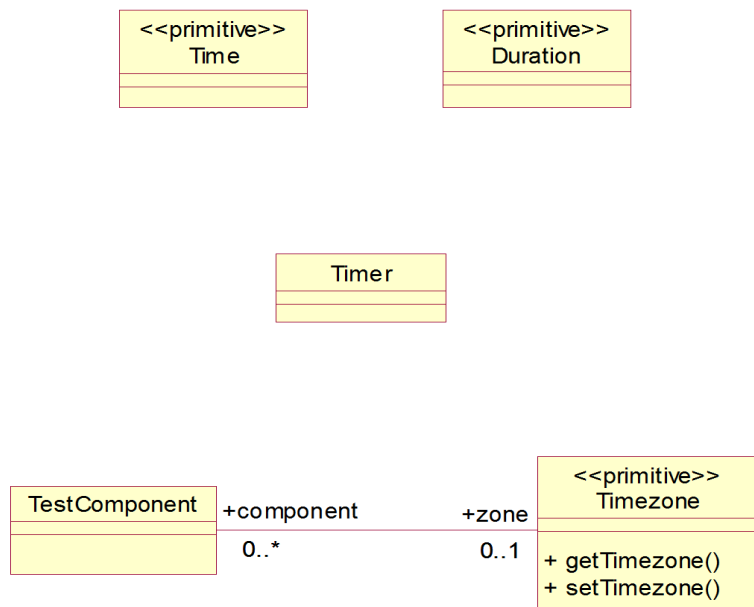 <<primitive>>
Time
<<primitive>>
Duration
Timer
TestComponent
+component
0..*
+zone
0..1
<<primitive>>
Timezone
+ getTimezone()
+ setTimezone()